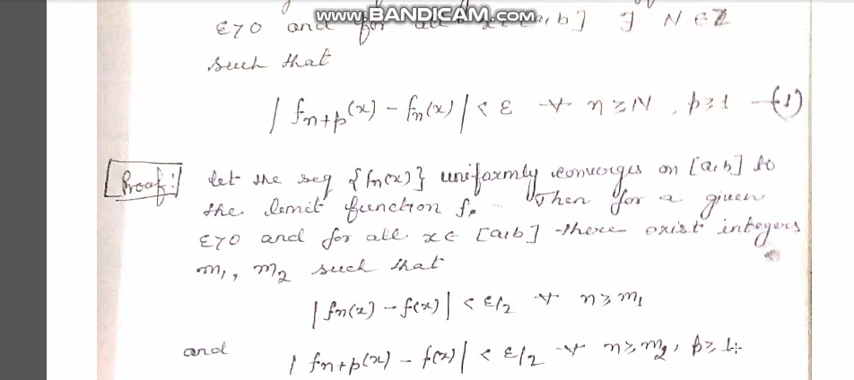 www.BANDICAM.com
ε>0 and for all x ∈ [a,b] ∃ N ∈ Z
such that
| fn+p(x) - fn(x) | < ε ∀ n ≥ N, p ≥ 1 -(1)
Proof:
let the seq {fn(x)} uniformly converges on [a,b] to
the limit function f. Then for a given
ε>0 and for all x ∈ [a,b] there exist integers
m1, m2 such that
| fn(x) - f(x) | < ε/2 ∀ n ≥ m1
and | fn+p(x) - f(x) | < ε/2 ∀ n ≥ m2, p ≥ 1